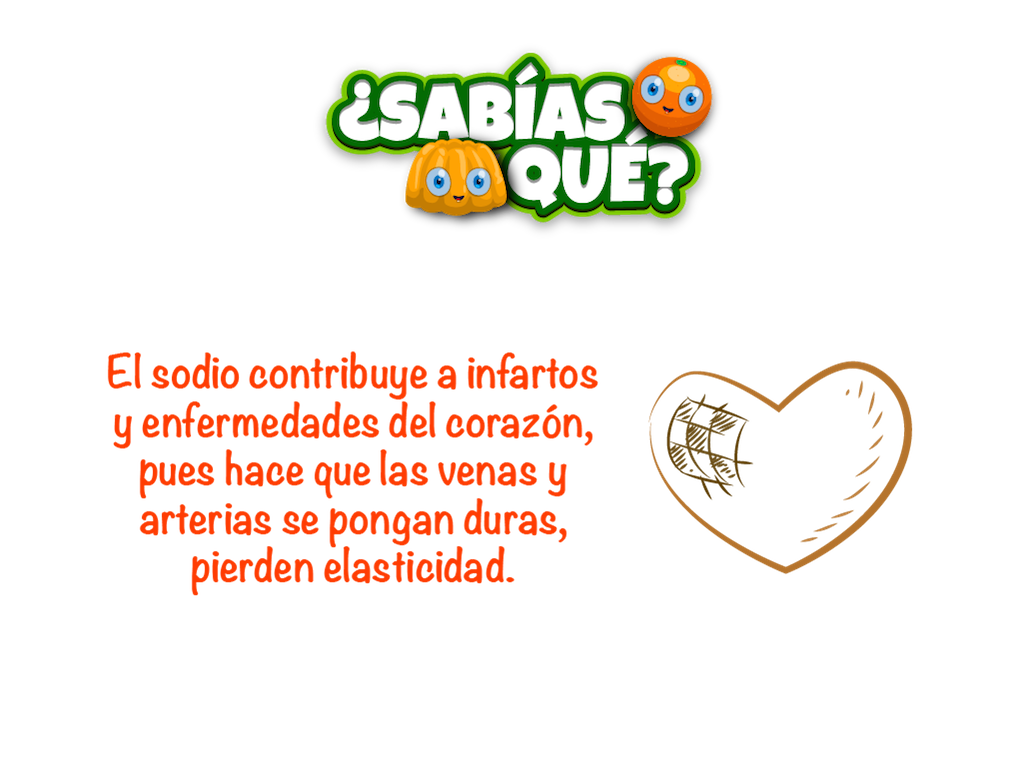 ¿SABÍAS
QUÉ?
El sodio contribuye a infartos
y enfermedades del corazón,
pues hace que las venas y
arterias se pongan duras,
pierden elasticidad.